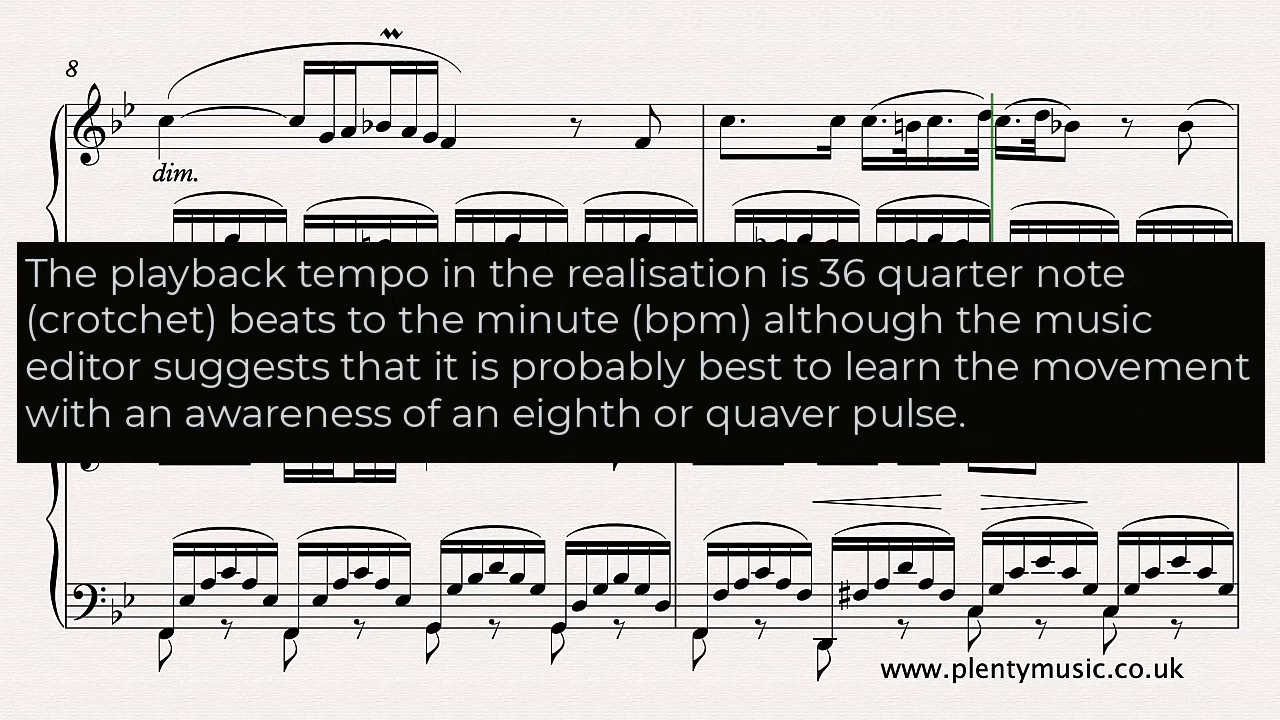 8
dim.
The playback tempo in the realisation is 36 quarter note
(crotchet) beats to the minute (bpm) although the music
editor suggests that it is probably best to learn the movement
with an awareness of an eighth or quaver pulse.
www.plentymusic.co.uk